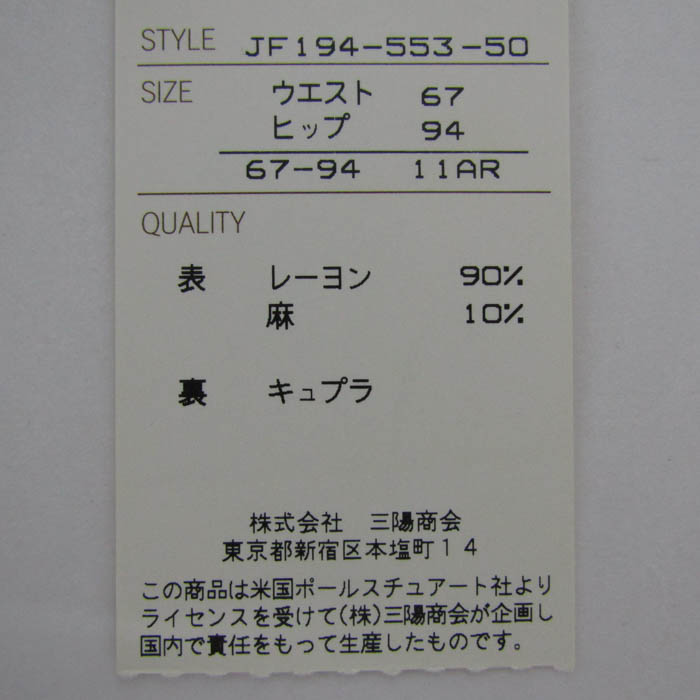 STYLE JF194-553-50
SIZE ウエスト 67
ヒップ 94
67-94 11AR
QUALITY
表 レーヨン 90%
麻 10%
裏 キュプラ
株式会社 三陽商会
東京都新宿区本塩町14
この商品は米国ポールスチュアート社より
ライセンスを受けて(株)三陽商会が企画し
国内で責任をもって生産したものです。